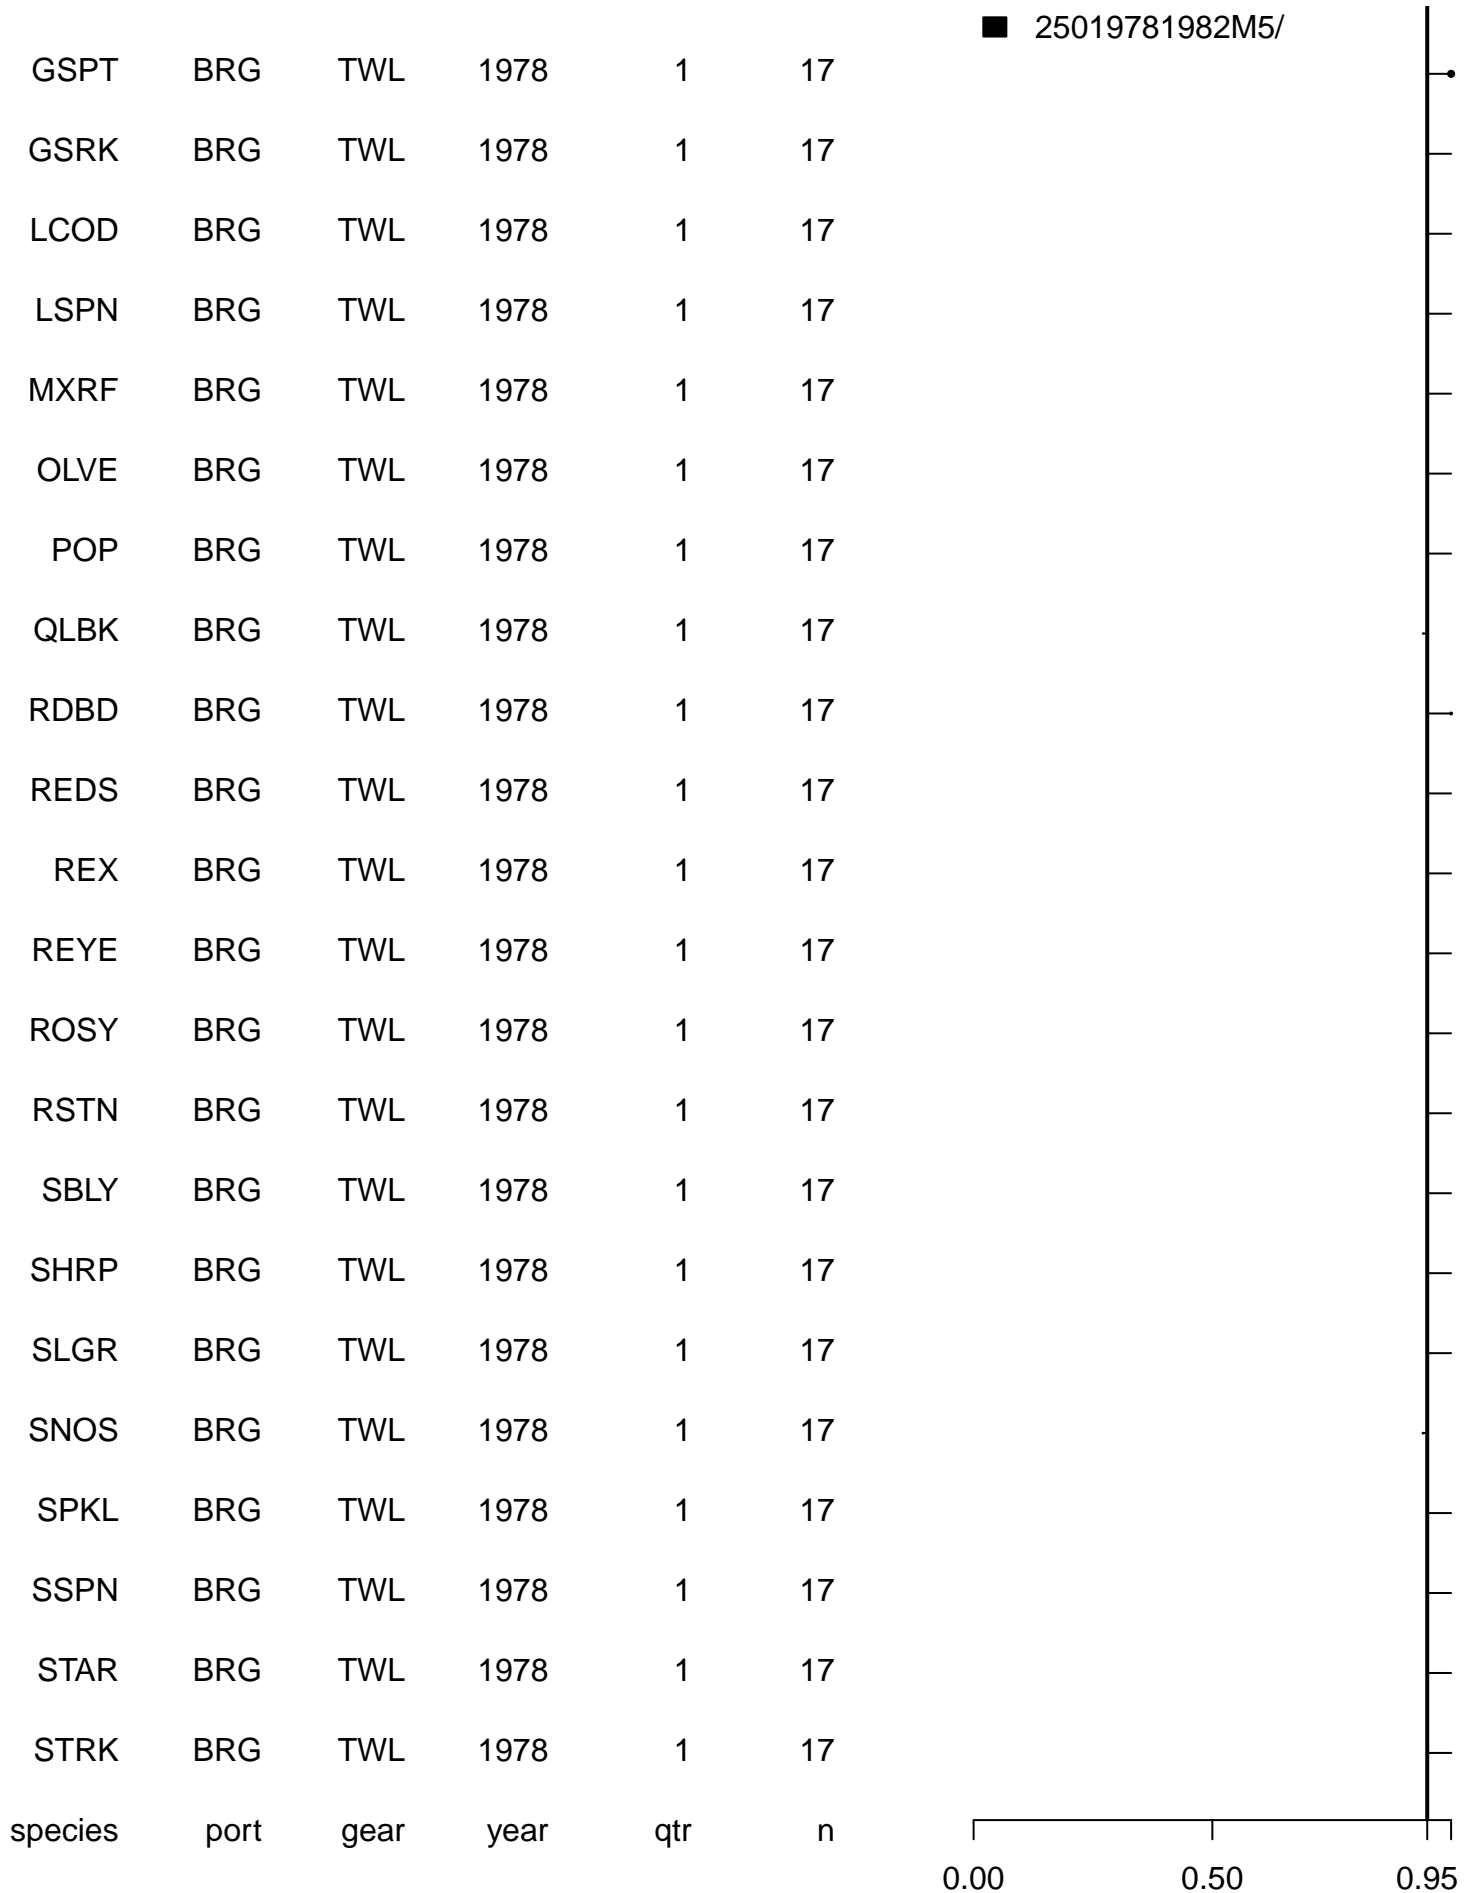 25019781982M5/
GSPT BRG TWL 1978 1 17
GSRK BRG TWL 1978 1 17
LCOD BRG TWL 1978 1 17
LSPN BRG TWL 1978 1 17
MXRF BRG TWL 1978 1 17
OLVE BRG TWL 1978 1 17
POP BRG TWL 1978 1 17
QLBK BRG TWL 1978 1 17
RDBD BRG TWL 1978 1 17
REDS BRG TWL 1978 1 17
REX BRG TWL 1978 1 17
REYE BRG TWL 1978 1 17
ROSY BRG TWL 1978 1 17
RSTN BRG TWL 1978 1 17
SBLY BRG TWL 1978 1 17
SHRP BRG TWL 1978 1 17
SLGR BRG TWL 1978 1 17
SNOS BRG TWL 1978 1 17
SPKL BRG TWL 1978 1 17
SSPN BRG TWL 1978 1 17
STAR BRG TWL 1978 1 17
STRK BRG TWL 1978 1 17
species port gear year qtr n
0.00 0.50 0.95